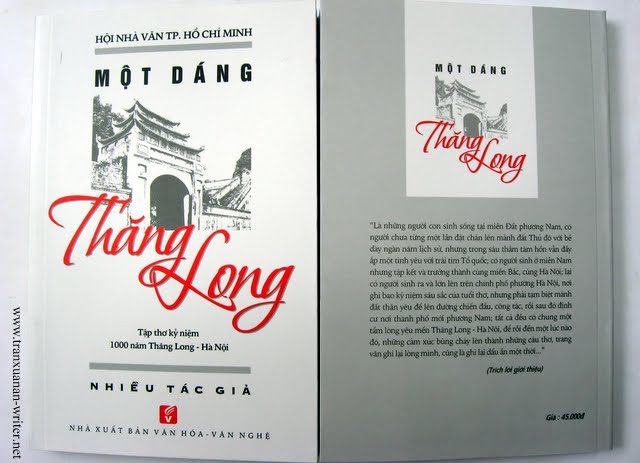 HỘI NHÀ VĂN TP. HỒ CHÍ MINH
MỘT DÁNG
Thăng
Long
Tập thơ kỷ niệm
1000 năm Thăng Long - Hà Nội
NHIỀU TÁC GIẢ
V
NHÀ XUẤT BẢN VĂN HÓA - VĂN NGHỆ
MỘT DÁNG
Thăng
Long
"Là những người con sinh sống tại miền Đất phương Nam, có
người chưa từng một lần đặt chân lên mảnh đất Thủ đô với bề
dày ngàn năm lịch sử, nhưng trong sâu thẳm tâm hồn vẫn đầy
ắp một tình yêu với trái tim Tổ quốc; có người sinh ở miền Nam
nhưng tập kết và trưởng thành cùng miền Bắc, cùng Hà Nội; lại
có người sinh ra và lớn lên trên chính phố phường Hà Nội, nơi
ghi bao kỷ niệm sâu sắc của tuổi thơ, nhưng phải tạm biệt mảnh
đất thân yêu để lên đường chiến đấu, công tác, rồi sau đó định
cư nơi thành phố mới phương Nam; tất cả đều có chung một
tấm lòng yêu mến Thăng Long - Hà Nội, để rồi đến một lúc nào
đó, những cảm xúc bùng cháy lên thành những câu thơ, trang
văn ghi lại lòng mình, cũng là ghi lại dấu ấn một thời..."
(Trích lời giới thiệu)
Giá : 45.000đ
www.tranxuanan-writer.net